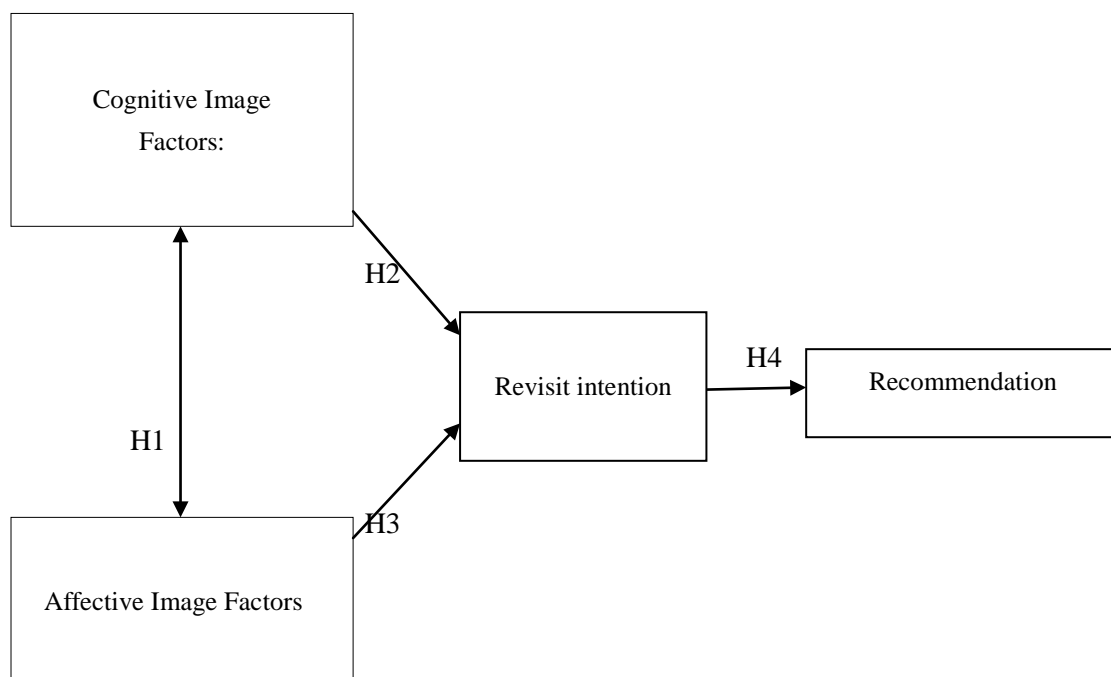 Cognitive Image
Factors:
H2
Revisit intention
H4
Recommendation
H1
H3
Affective Image Factors